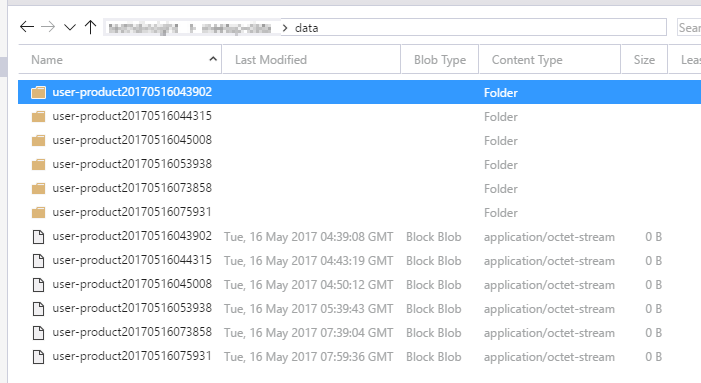 data
Sear
Name Last Modified Blob Type Content Type Size Leas
user-product20170516043902 Folder
user-product20170516044315 Folder
user-product20170516045008 Folder
user-product20170516053938 Folder
user-product20170516073858 Folder
user-product20170516075931 Folder
user-product20170516043902 Tue, 16 May 2017 04:39:08 GMT Block Blob application/octet-stream 0 B
user-product20170516044315 Tue, 16 May 2017 04:43:19 GMT Block Blob application/octet-stream 0 B
user-product20170516045008 Tue, 16 May 2017 04:50:12 GMT Block Blob application/octet-stream 0 B
user-product20170516053938 Tue, 16 May 2017 05:39:43 GMT Block Blob application/octet-stream 0 B
user-product20170516073858 Tue, 16 May 2017 07:39:04 GMT Block Blob application/octet-stream 0 B
user-product20170516075931 Tue, 16 May 2017 07:59:36 GMT Block Blob application/octet-stream 0 B